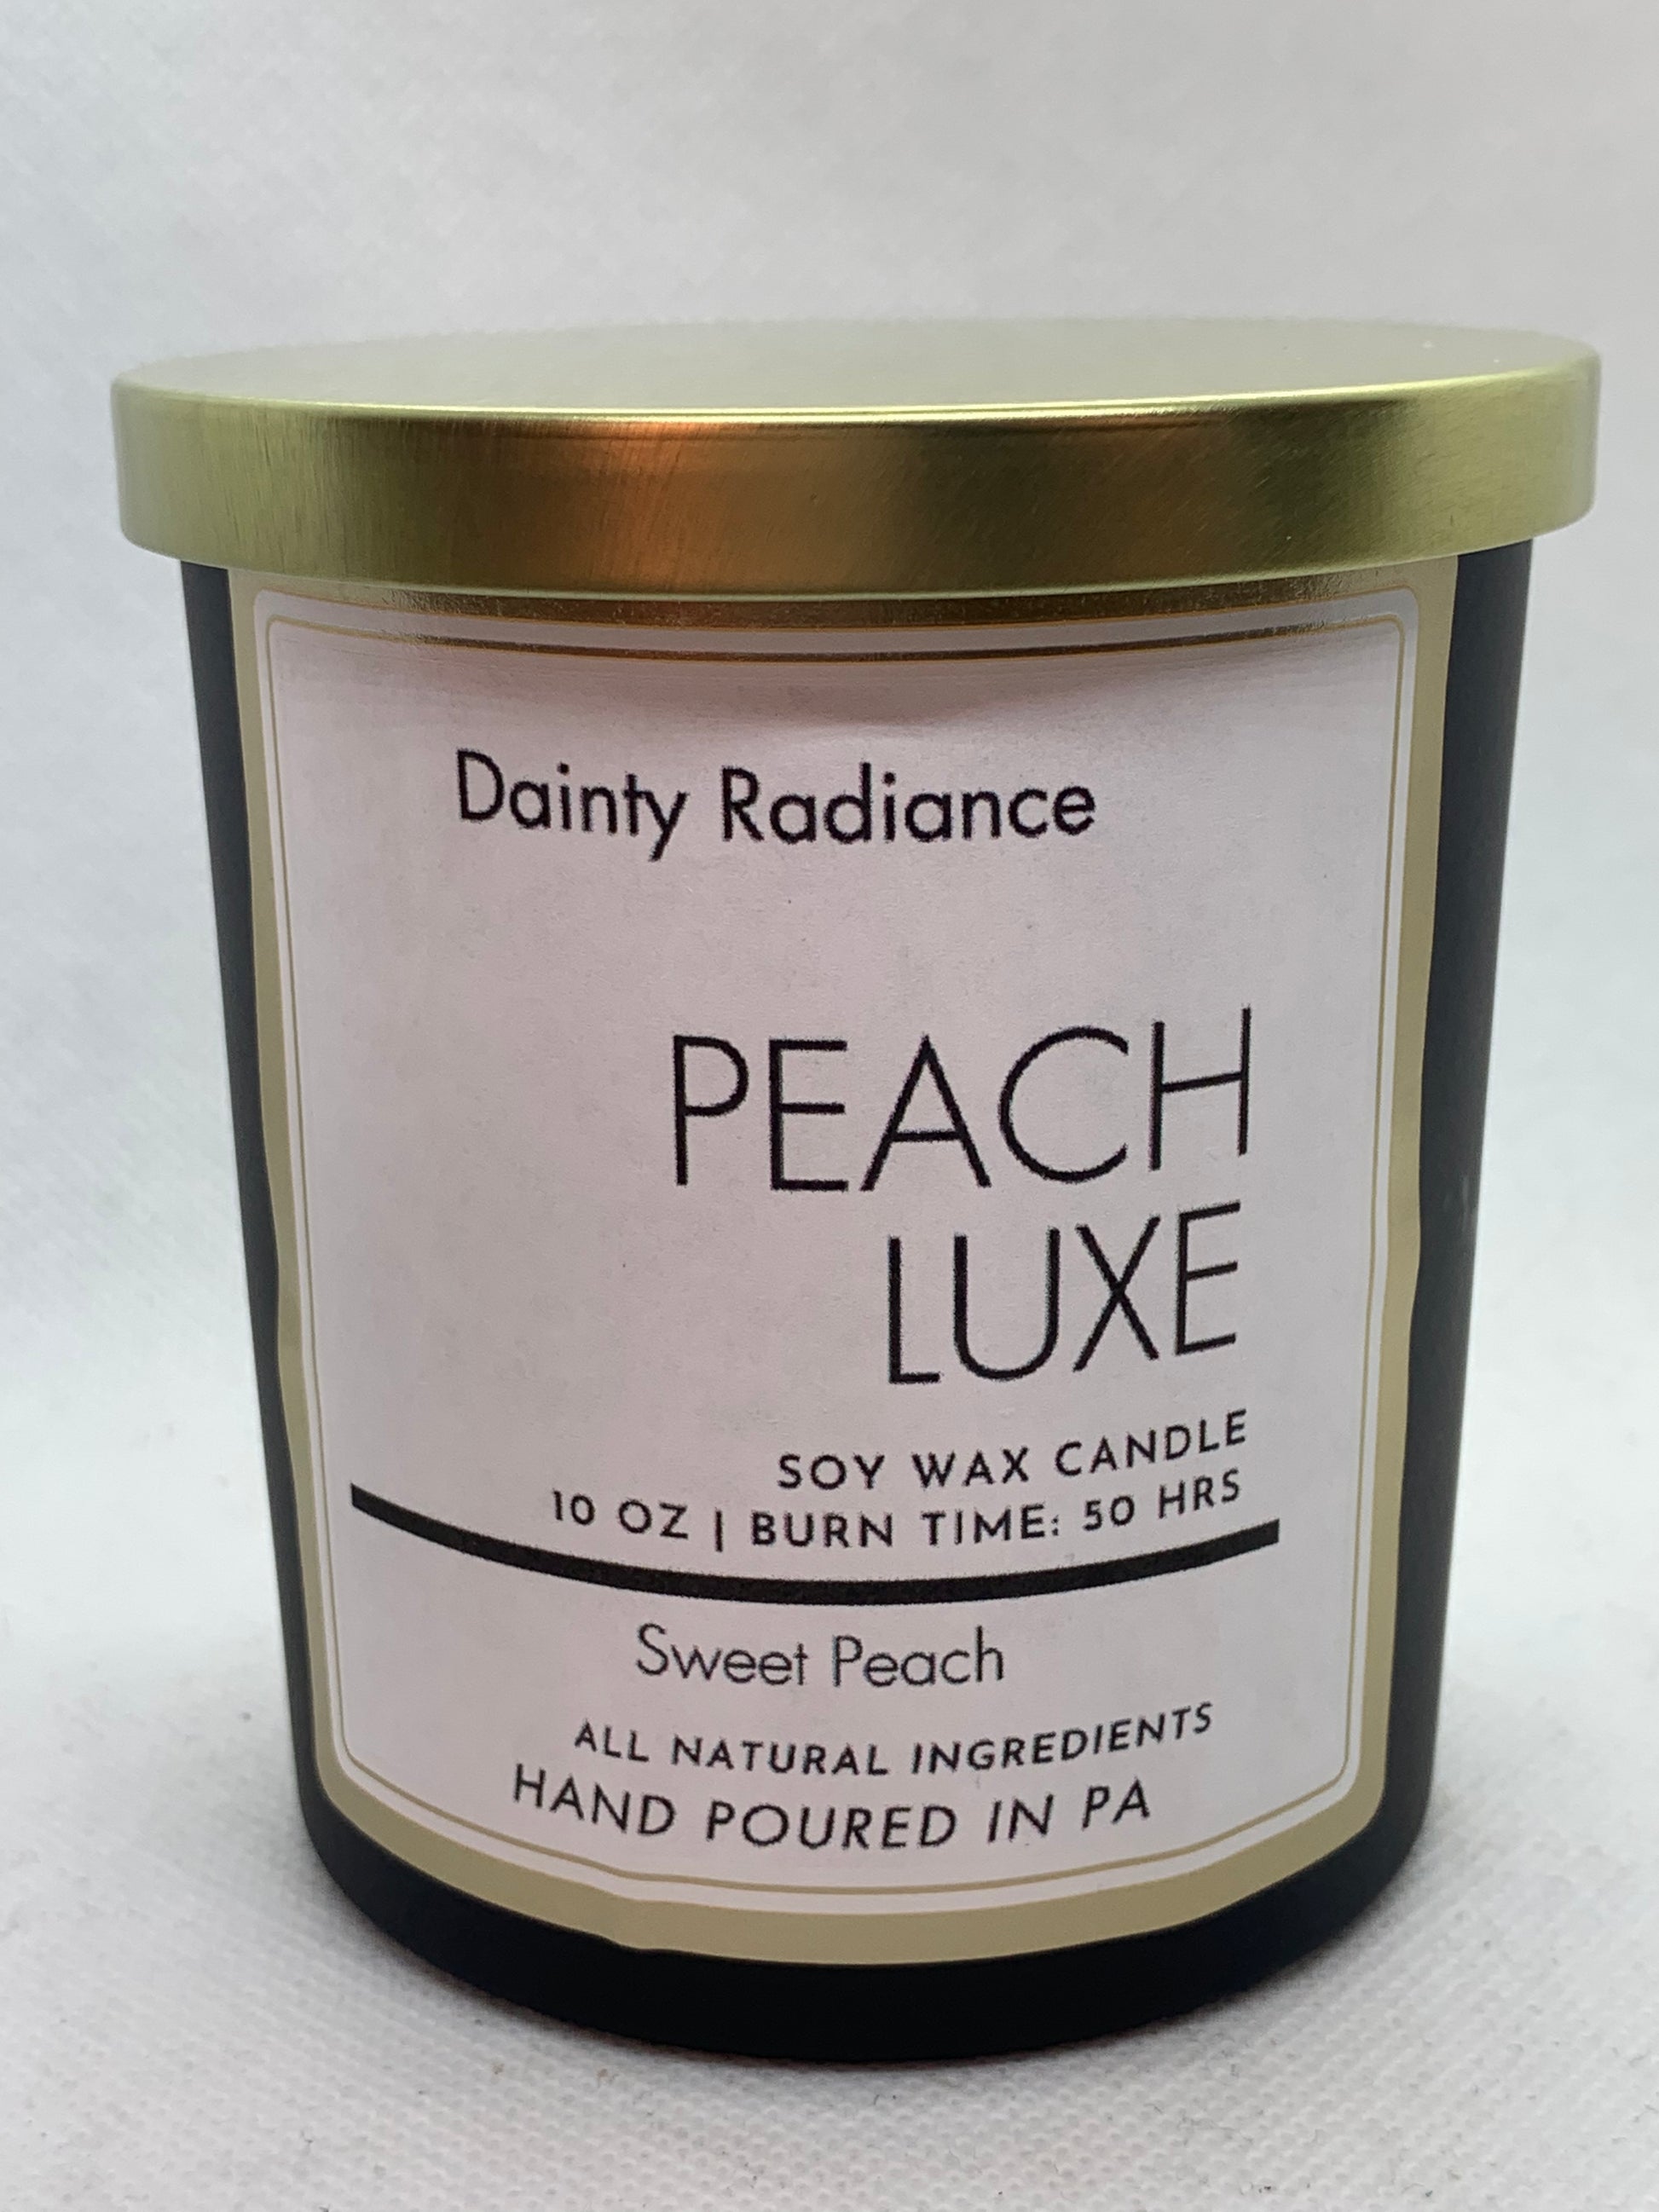 Dainty Radiance
PEACH
LUXE
SOY WAX CANDLE
10 OZ | BURN TIME: 50 HRS
Sweet Peach
ALL NATURAL INGREDIENTS
HAND POURED IN PA